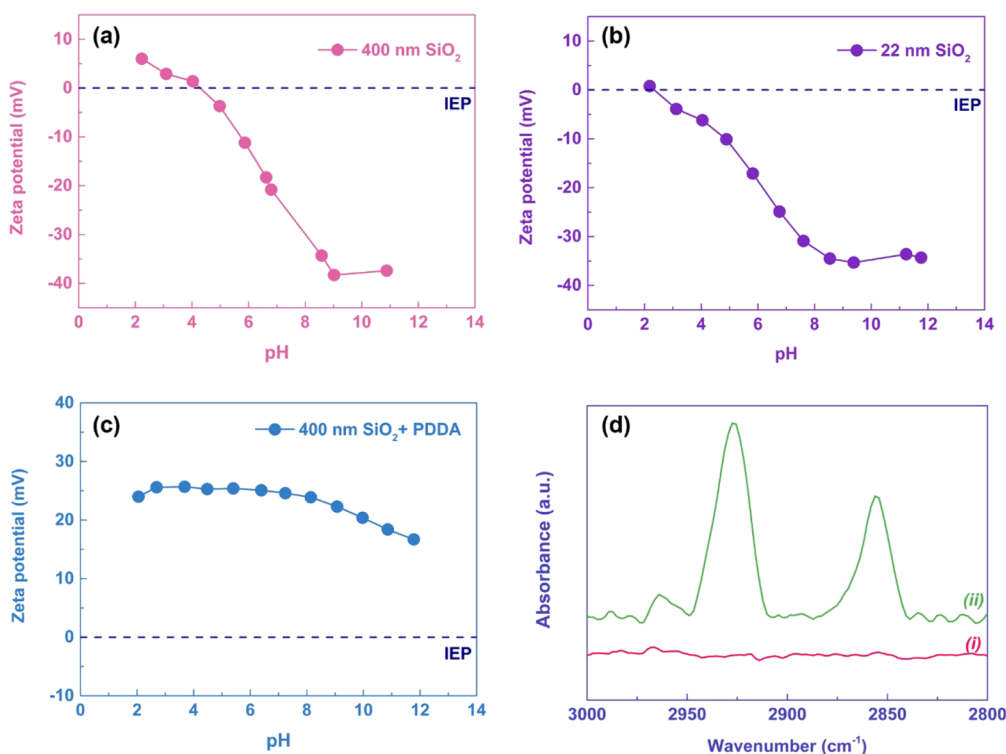 (a)
400 nm SiO₂
IEP
Zeta potential (mV)
10
0
-10
-20
-30
-40
0 2 4 6 8 10 12 14
pH
(b)
22 nm SiO₂
IEP
Zeta potential (mV)
10
0
-10
-20
-30
-40
0 2 4 6 8 10 12 14
pH
(c)
400 nm SiO₂+ PDDA
IEP
Zeta potential (mV)
40
30
20
10
0
-10
0 2 4 6 8 10 12 14
pH
(d)
(ii)
(i)
Absorbance (a.u.)
3000 2950 2900 2850 2800
Wavenumber (cm⁻¹)